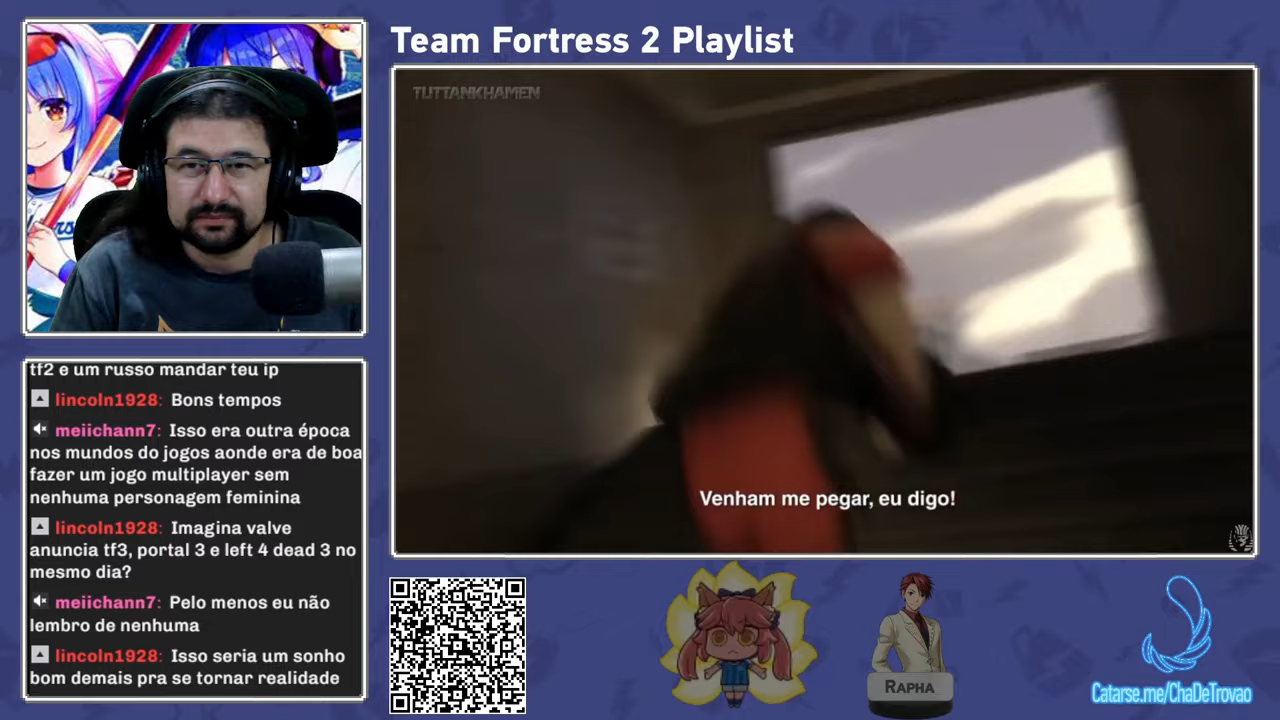 Team Fortress 2 Playlist
TUTTANKHAMEN
Venham me pegar, eu digo!
tf2 e um russo mandar teu ip
lincoln1928: Bons tempos
meiichann7: Isso era outra época
nos mundos do jogos aonde era de boa
fazer um jogo multiplayer sem
nenhuma personagem feminina
lincoln1928: Imagina valve
anuncia tf3, portal 3 e left 4 dead 3 no
mesmo dia?
meiichann7: Pelo menos eu não
lembro de nenhuma
lincoln1928: Isso seria um sonho
bom demais pra se tornar realidade
RAPHA
Catarse.me/ChaDeTrovao